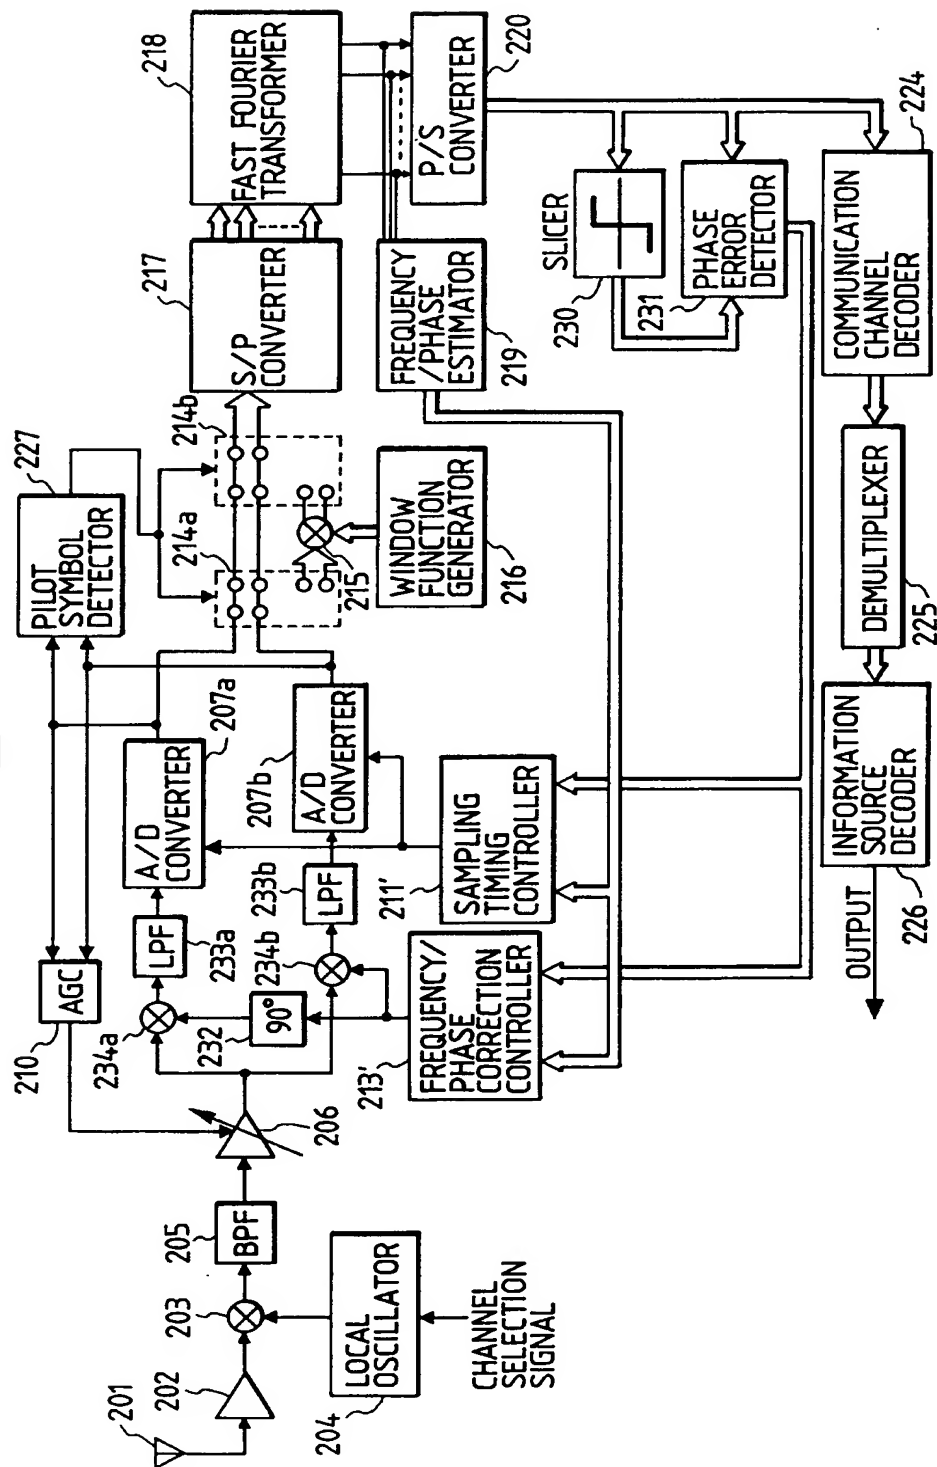 201
202
203
LOCAL
OSCILLATOR
204
CHANNEL
SELECTION
SIGNAL
205
BPF
206
AGC
210
234a
LPF
233a
90°
232
234b
LPF
233b
A/D
CONVERTER
207a
A/D
CONVERTER
207b
FREQUENCY/
PHASE
CORRECTION
CONTROLLER
213'
SAMPLING
TIMING
CONTROLLER
211'
PILOT
SYMBOL
DETECTOR
227
214a
214b
215
WINDOW
FUNCTION
GENERATOR
216
S/P
CONVERTER
217
FAST FOURIER
TRANSFORMER
218
FREQUENCY
/PHASE
ESTIMATOR
219
P/S
CONVERTER
220
SLICER
230
PHASE
ERROR
DETECTOR
231
COMMUNICATION
CHANNEL
DECODER
224
DEMULTIPLEXER
225
INFORMATION
SOURCE
DECODER
226
OUTPUT